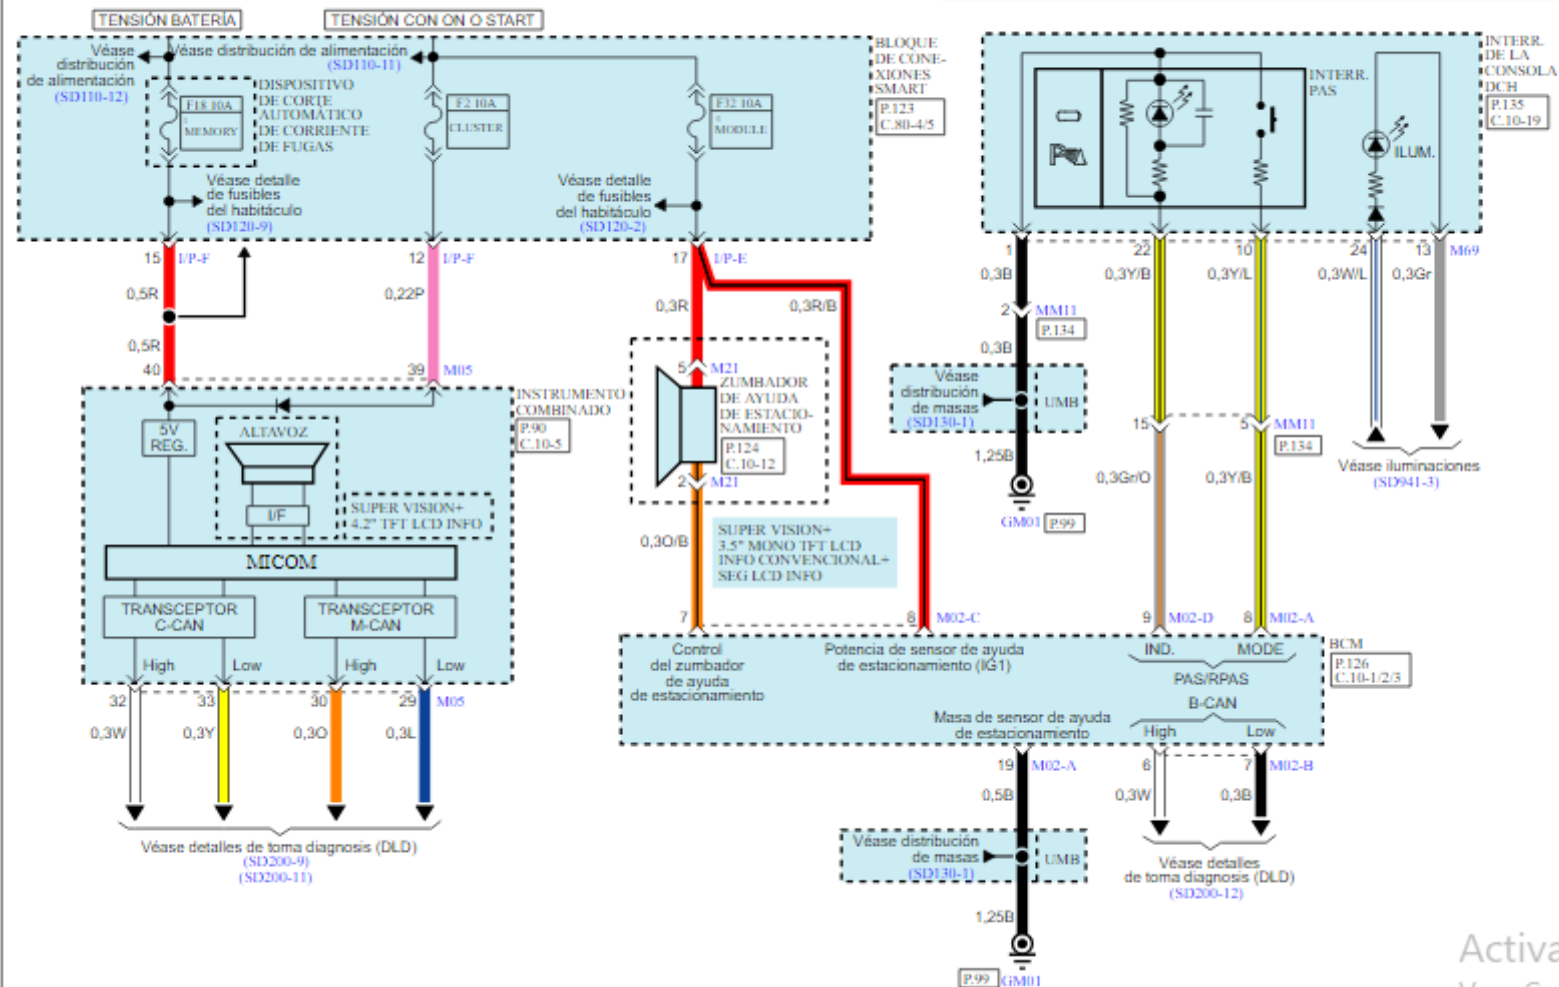 TENSIÓN BATERÍA
TENSIÓN CON ON O START
Véase
distribución
de alimentación
(SD110-12)
Véase distribución de alimentación
(SD110-11)
DISPOSITIVO
DE CORTE
AUTOMÁTICO
DE CORRIENTE
DE FUGAS
F18 10A
MEMORY
F2 10A
CLUSTER
F32 10A
MODULE
BLOQUE
DE CONE-
XIONES
SMART
P.123
C.80-4/5
Véase detalle
de fusibles
del habitáculo
(SD120-9)
Véase detalle
de fusibles
del habitáculo
(SD120-2)
INTERR.
DE LA
CONSOLA
DCH
P.135
C.10-19
INTERR.
PAS
ILUM.
15 I/P-F
12 I/P-F
17 I/P-E
1
22
10
24
13 M69
0,5R
0,22P
0,3R
0,3R/B
0,3B
0,3Y/B
0,3Y/L
0,3W/L
0,3Gr
2 MM11
P.134
0,5R
0,3B
40
39 M05
5 M21
ZUMBADOR
DE AYUDA
DE ESTACIO-
NAMIENTO
P.124
C.10-12
2 M21
Véase
distribución
de masas
(SD130-1)
UMB
15
5 MM11
P.134
Véase iluminaciones
(SD941-3)
INSTRUMENTO
COMBINADO
P.90
C.10-5
5V
REG.
ALTAVOZ
I/F
SUPER VISION+
4.2" TFT LCD INFO
MICOM
TRANSCEPTOR
C-CAN
TRANSCEPTOR
M-CAN
High
Low
High
Low
1,25B
GM01 P.99
0,3Gr/O
0,3Y/B
0,3O/B
SUPER VISION+
3.5" MONO TFT LCD
INFO CONVENCIONAL+
SEG LCD INFO
7
8 M02-C
9 M02-D
8 M02-A
BCM
P.126
C.10-1/2/3
Control
del zumbador
de ayuda
de estacionamiento
Potencia de sensor de ayuda
de estacionamiento (IG1)
IND.
MODE
PAS/RPAS
B-CAN
Masa de sensor de ayuda
de estacionamiento
High
Low
32
33
30
29 M05
0,3W
0,3Y
0,3O
0,3L
Véase detalles de toma diagnosis (DLD)
(SD200-9)
(SD200-11)
19 M02-A
6
7 M02-B
0,5B
0,3W
0,3B
Véase distribución
de masas
(SD130-1)
UMB
Véase detalles
de toma diagnosis (DLD)
(SD200-12)
1,25B
P.99 GM01
Activa